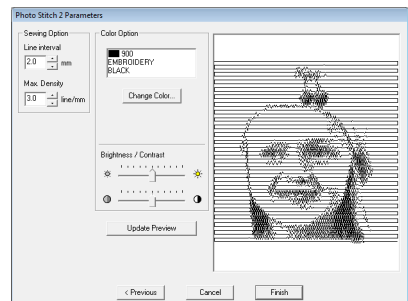 Photo Stitch 2 Parameters
Sewing Option
Line interval
2.0 mm
Max. Density
3.0 line/mm
Color Option
900
EMBROIDERY
BLACK
Change Color...
Brightness / Contrast
Update Preview
< Previous
Cancel
Finish